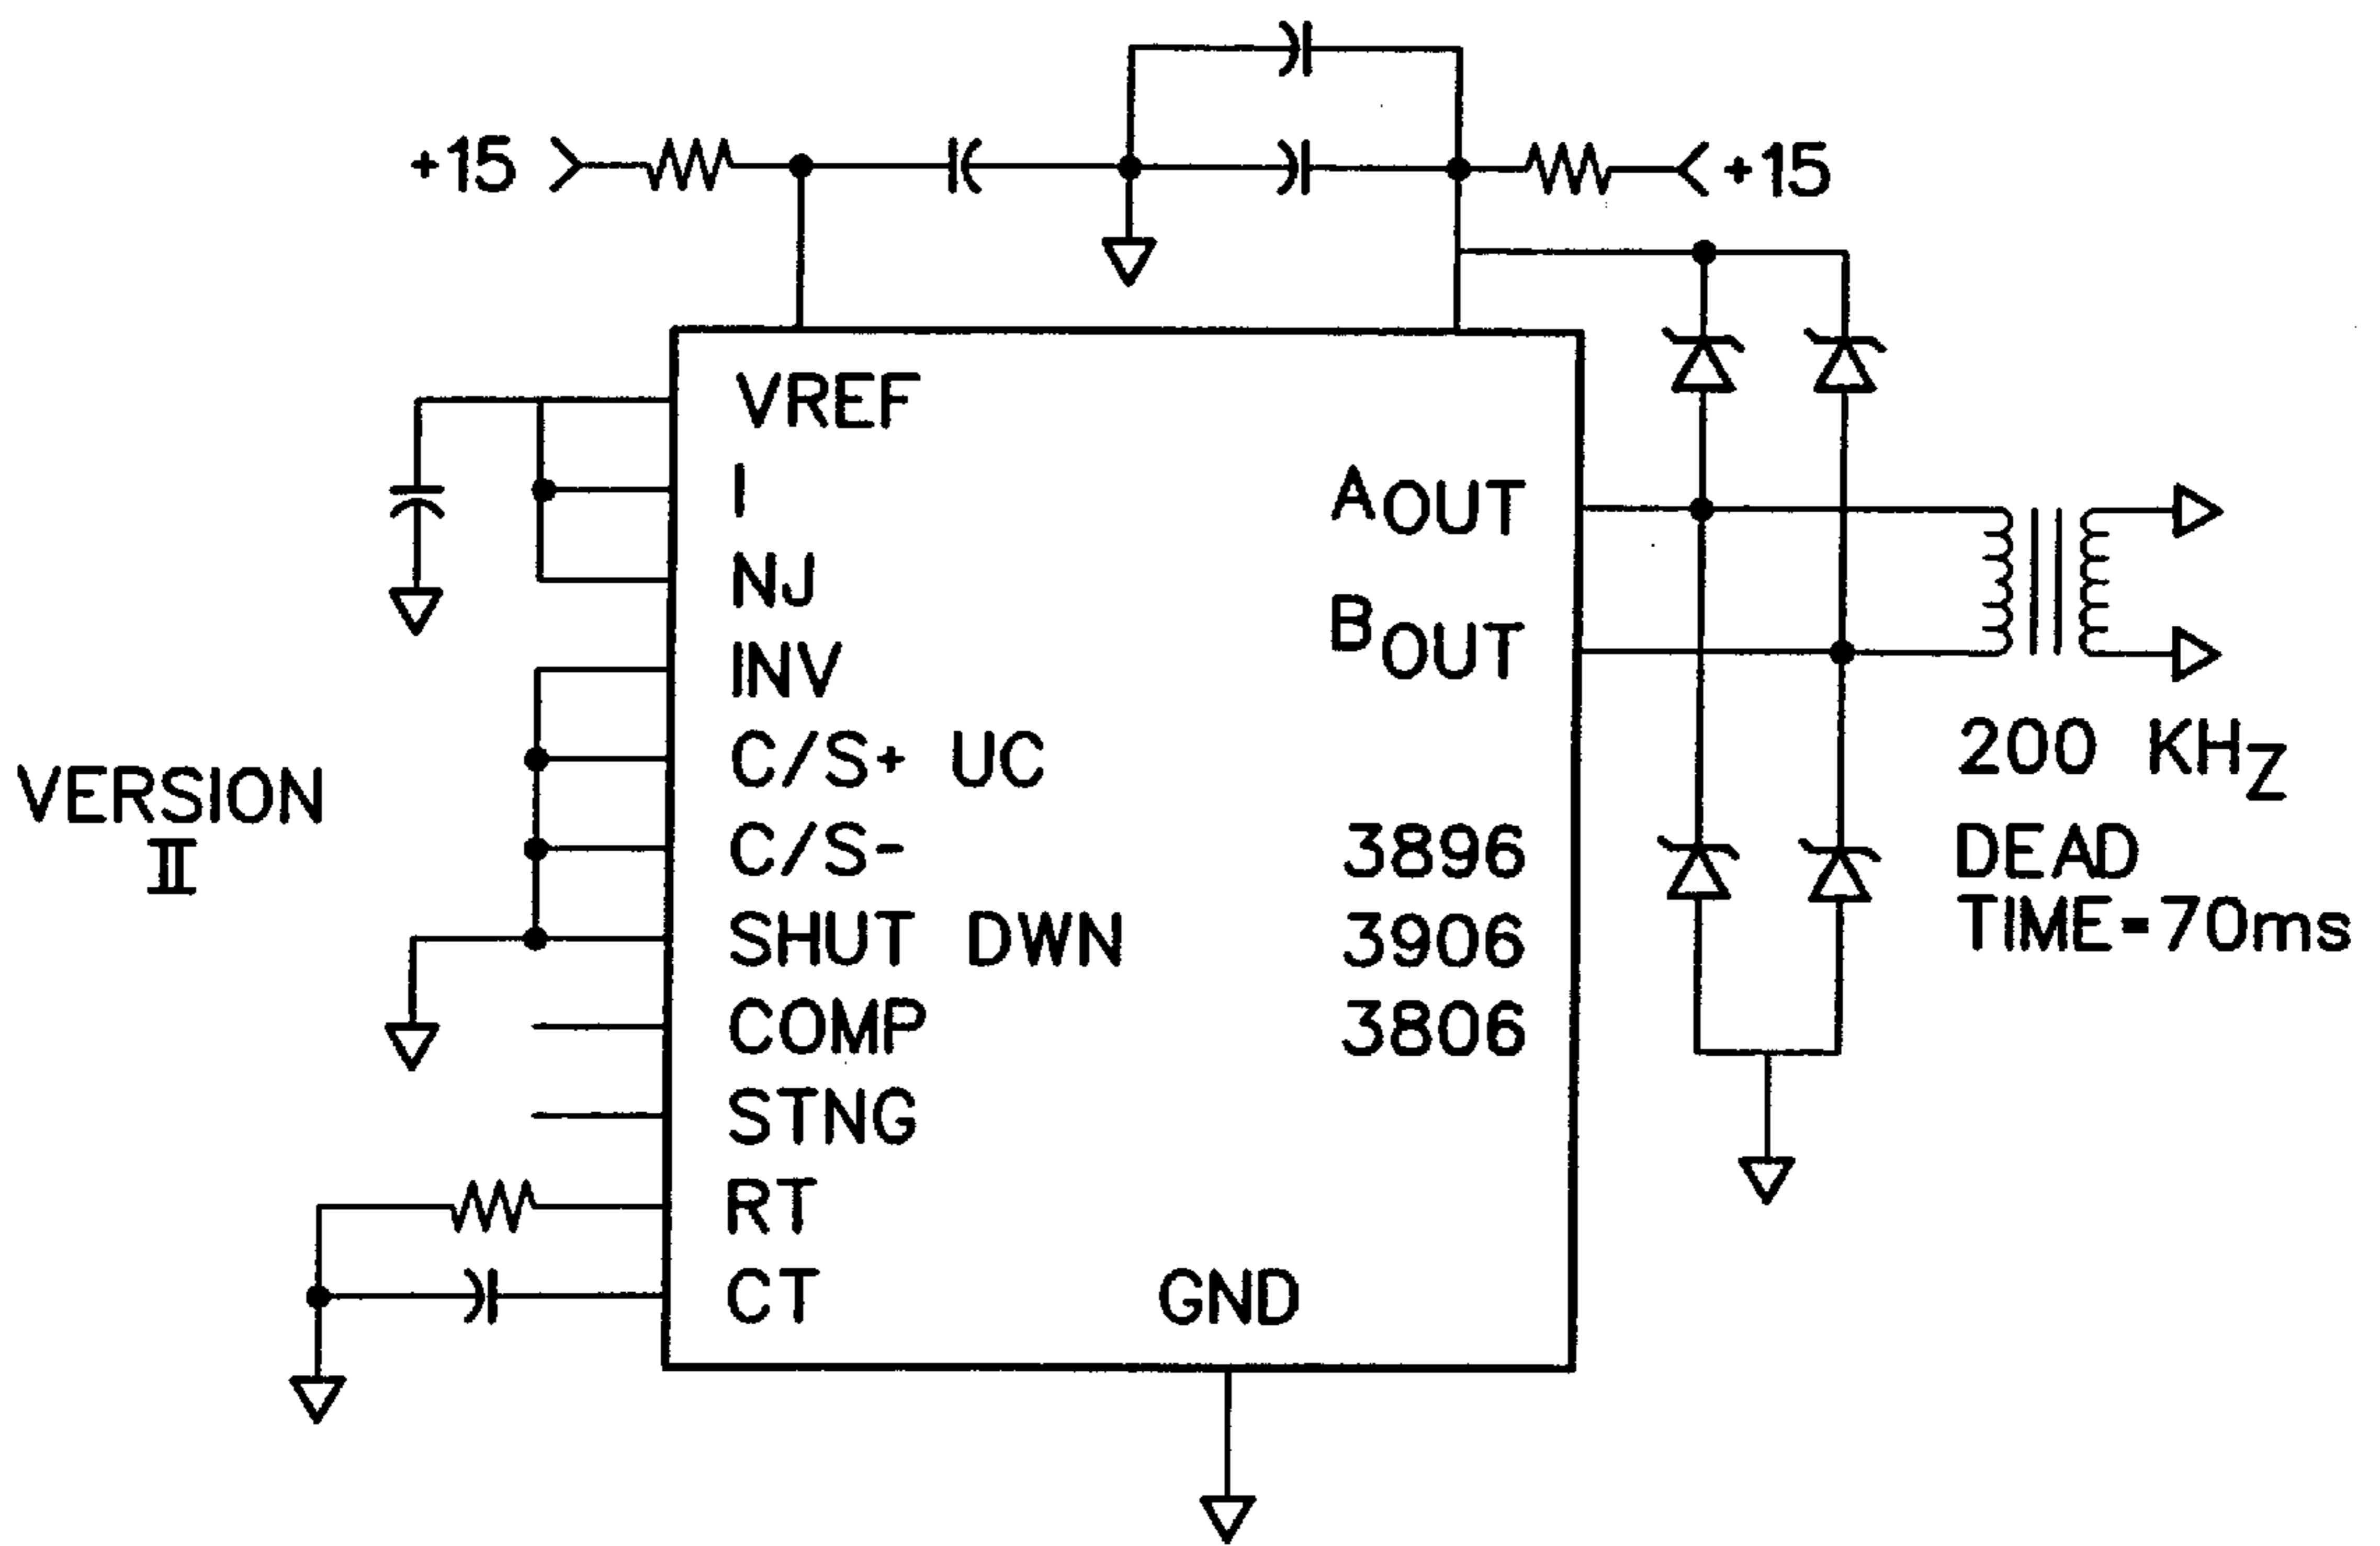 +15
+15
VREF
I
NJ
INV
C/S+ UC
C/S-
SHUT DWN
COMP
STNG
RT
CT
GND
AOUT
BOUT
3896
3906
3806
VERSION
II
200 KHZ
DEAD
TIME=70ms